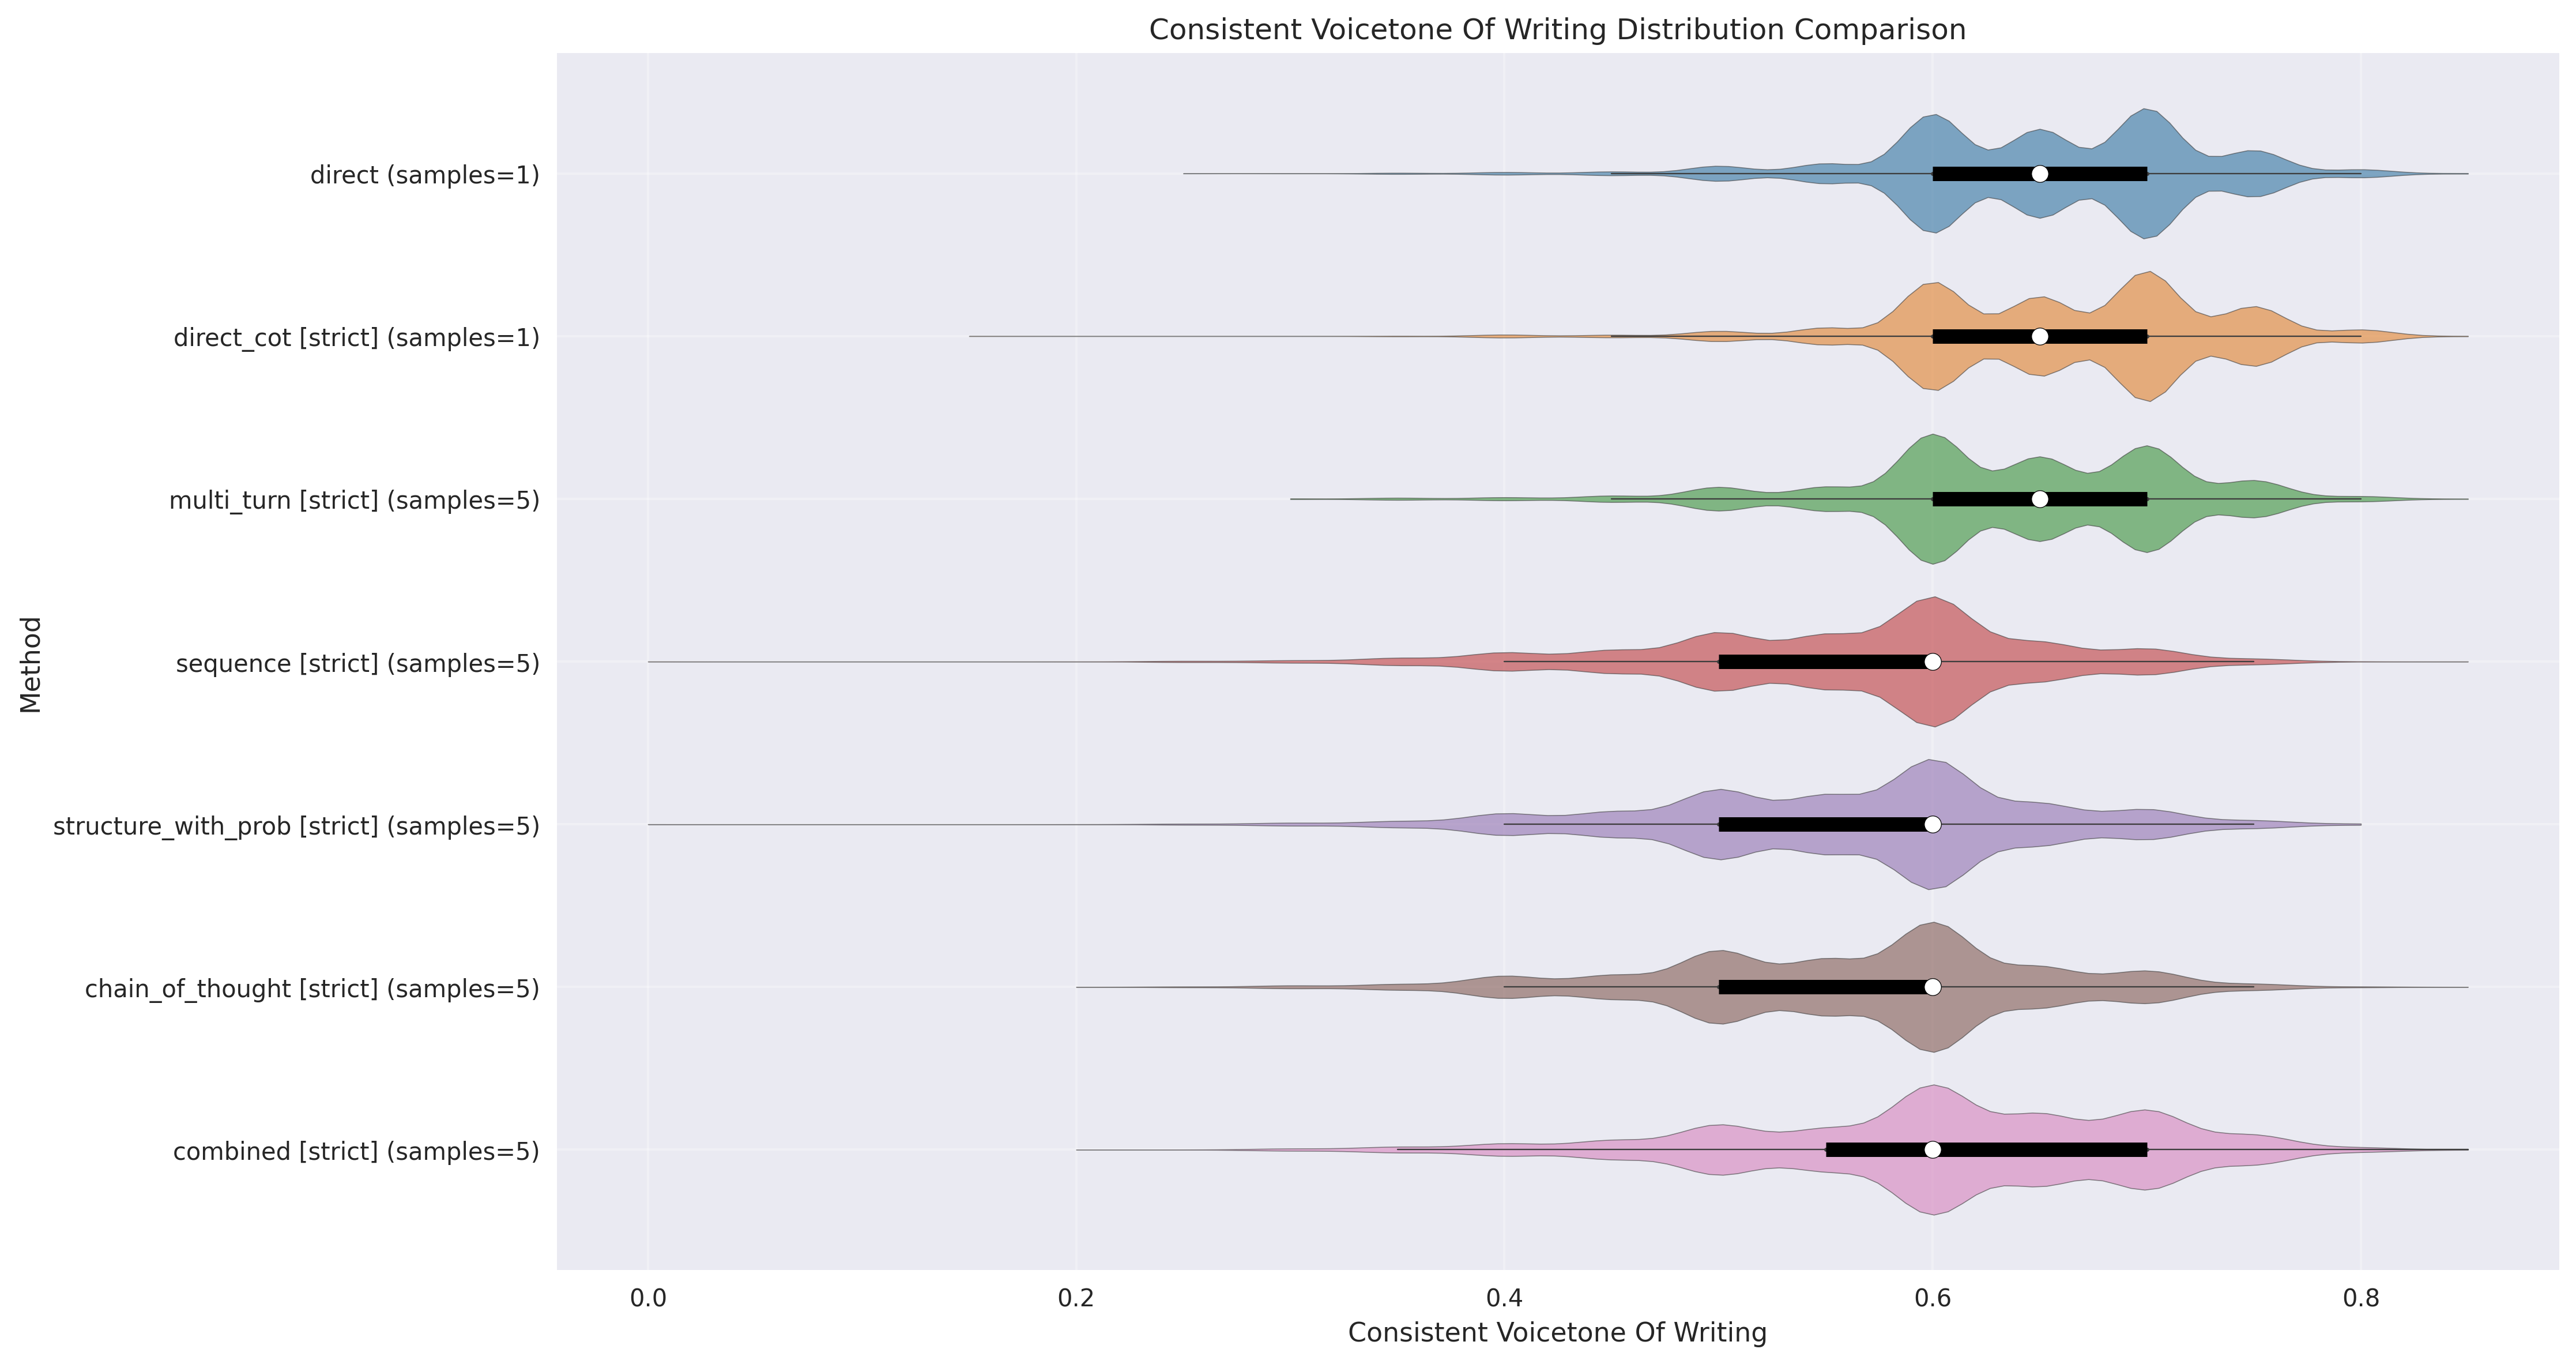 Consistent Voicetone Of Writing Distribution Comparison
Method
direct (samples=1)
direct_cot [strict] (samples=1)
multi_turn [strict] (samples=5)
sequence [strict] (samples=5)
structure_with_prob [strict] (samples=5)
chain_of_thought [strict] (samples=5)
combined [strict] (samples=5)
0.0 0.2 0.4 0.6 0.8
Consistent Voicetone Of Writing